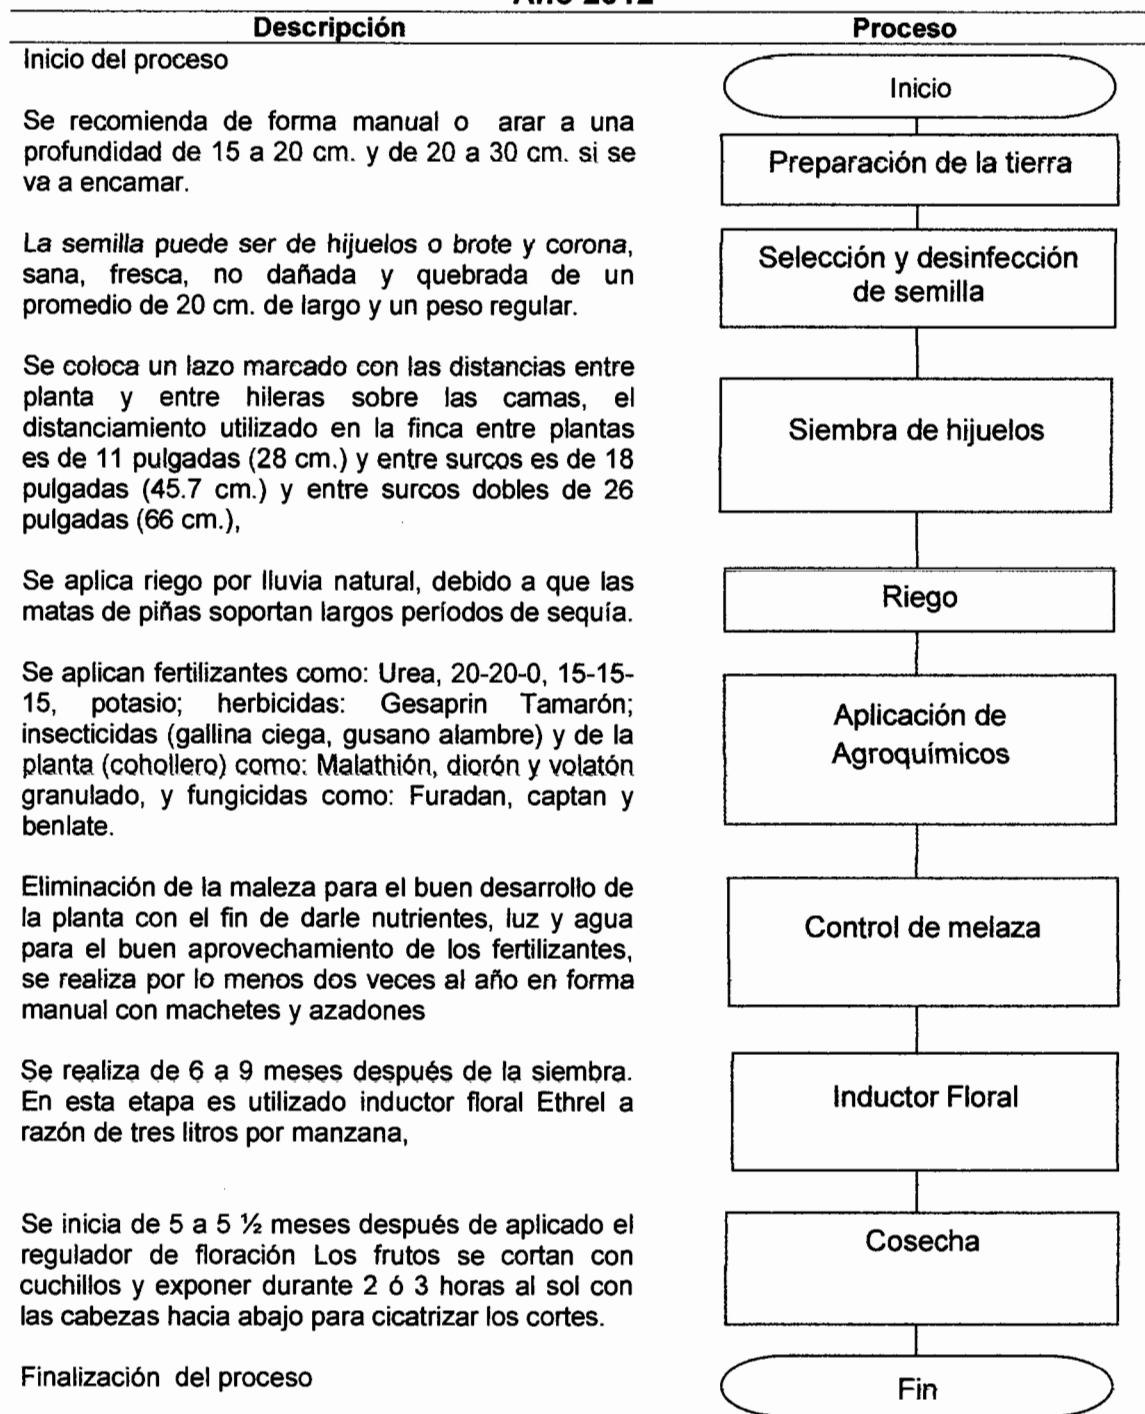 Año 2012
Descripción Proceso
Inicio del proceso
Inicio
Se recomienda de forma manual o arar a una
profundidad de 15 a 20 cm. y de 20 a 30 cm. si se
va a encamar.
Preparación de la tierra
La semilla puede ser de hijuelos o brote y corona,
sana, fresca, no dañada y quebrada de un
promedio de 20 cm. de largo y un peso regular.
Selección y desinfección
de semilla
Se coloca un lazo marcado con las distancias entre
planta y entre hileras sobre las camas, el
distanciamiento utilizado en la finca entre plantas
es de 11 pulgadas (28 cm.) y entre surcos es de 18
pulgadas (45.7 cm.) y entre surcos dobles de 26
pulgadas (66 cm.),
Siembra de hijuelos
Se aplica riego por lluvia natural, debido a que las
matas de piñas soportan largos períodos de sequía.
Riego
Se aplican fertilizantes como: Urea, 20-20-0, 15-15-
15, potasio; herbicidas: Gesaprin Tamarón;
insecticidas (gallina ciega, gusano alambre) y de la
planta (cohollero) como: Malathión, diorón y volatón
granulado, y fungicidas como: Furadan, captan y
benlate.
Aplicación de
Agroquímicos
Eliminación de la maleza para el buen desarrollo de
la planta con el fin de darle nutrientes, luz y agua
para el buen aprovechamiento de los fertilizantes,
se realiza por lo menos dos veces al año en forma
manual con machetes y azadones
Control de melaza
Se realiza de 6 a 9 meses después de la siembra.
En esta etapa es utilizado inductor floral Ethrel a
razón de tres litros por manzana,
Inductor Floral
Se inicia de 5 a 5 ½ meses después de aplicado el
regulador de floración Los frutos se cortan con
cuchillos y exponer durante 2 ó 3 horas al sol con
las cabezas hacia abajo para cicatrizar los cortes.
Cosecha
Finalización del proceso
Fin